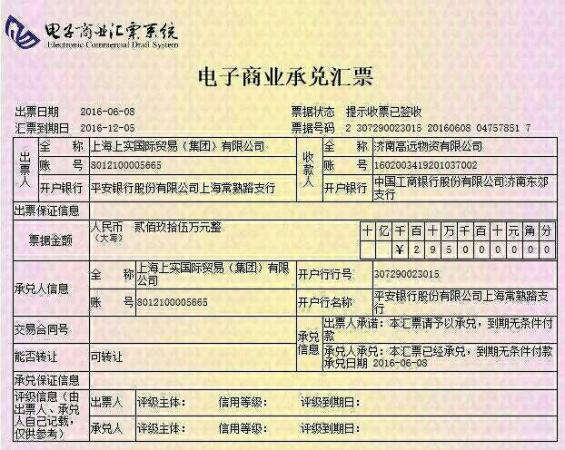 电子商业汇票系统
Electronic Commercial Draft System
电子商业承兑汇票
出票日期 2016-06-08 票据状态 提示收票已签收
汇票到期日 2016-12-05 票据号码 2 307290023015 20160608 04757851 7
出票人 全称 上海上实国际贸易(集团)有限公司 收款人 全称 济南高远物资有限公司
账号 8012100005665 账号 1602003419201037002
开户银行 平安银行股份有限公司上海常熟路支行 开户银行 中国工商银行股份有限公司济南东郊支行
出票保证信息
票据金额 人民币(大写) 贰佰玖拾伍万元整 十亿千百十万千百十元角分
¥295000000
承兑人信息 全称 上海上实国际贸易(集团)有限公司 开户行行号 307290023015
账号 8012100005665 开户行名称 平安银行股份有限公司上海常熟路支行
交易合同号 承兑信息 出票人承诺:本汇票请予以承兑,到期无条件付款
能否转让 可转让 承兑人承兑:本汇票已经承兑,到期无条件付款
承兑日期 2016-06-08
承兑保证信息
评级信息(由出票人、承兑人自己记载,仅供参考) 出票人 评级主体: 信用等级: 评级到期日:
承兑人 评级主体: 信用等级: 评级到期日: